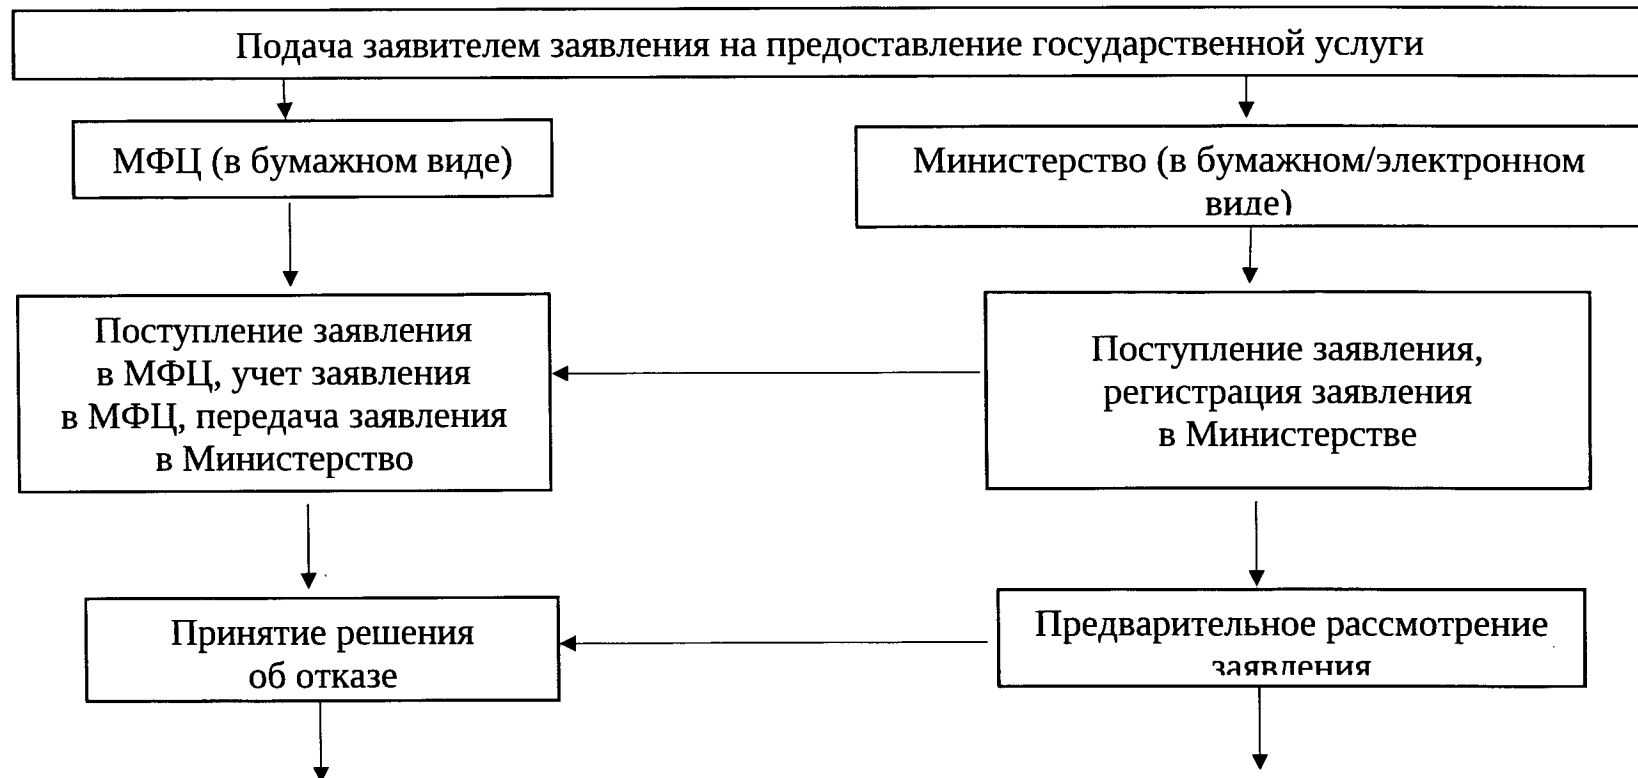 Подача заявителем заявления на предоставление государственной услуги
МФЦ (в бумажном виде)
Министерство (в бумажном/электронном
виде)
Поступление заявления
в МФЦ, учет заявления
в МФЦ, передача заявления
в Министерство
Поступление заявления,
регистрация заявления
в Министерстве
Принятие решения
об отказе
Предварительное рассмотрение
заявления